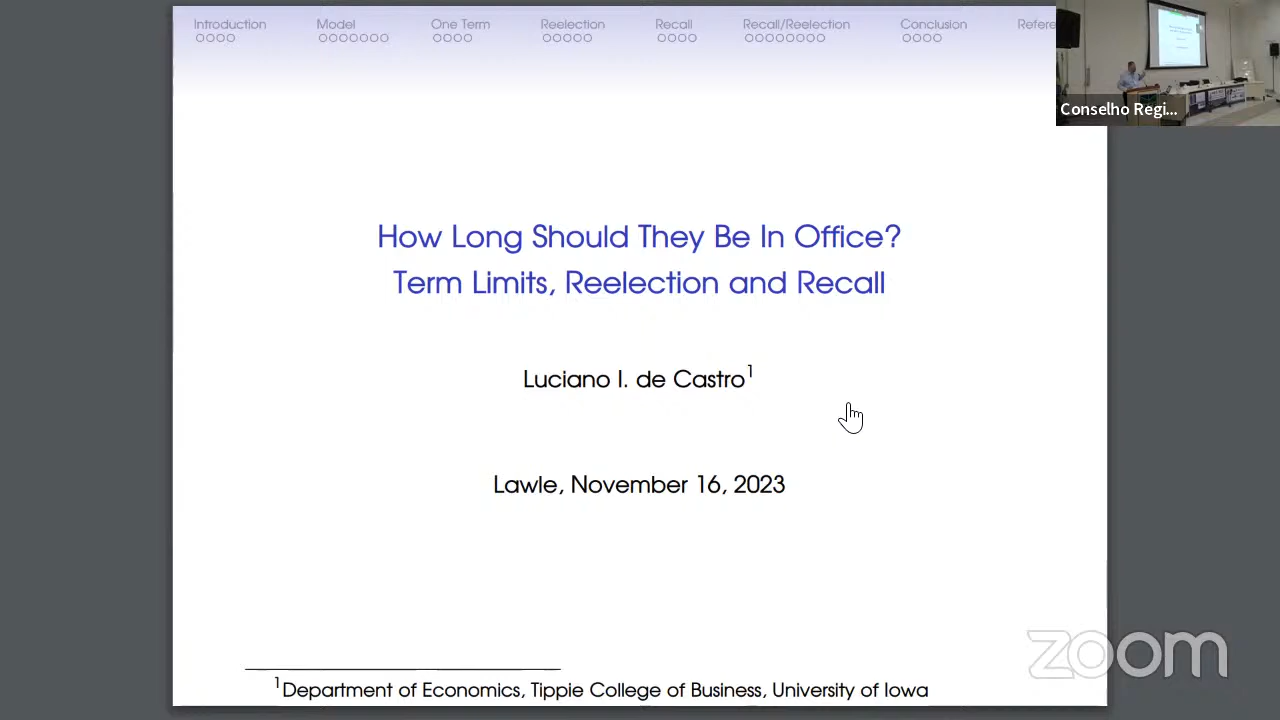 Introduction
Model
One Term
Reelection
Recall
Recall/Reelection
Conclusion
Refere
Conselho Regi...
How Long Should They Be In Office?
Term Limits, Reelection and Recall
Luciano I. de Castro¹
Lawle, November 16, 2023
zoom
¹Department of Economics, Tippie College of Business, University of Iowa